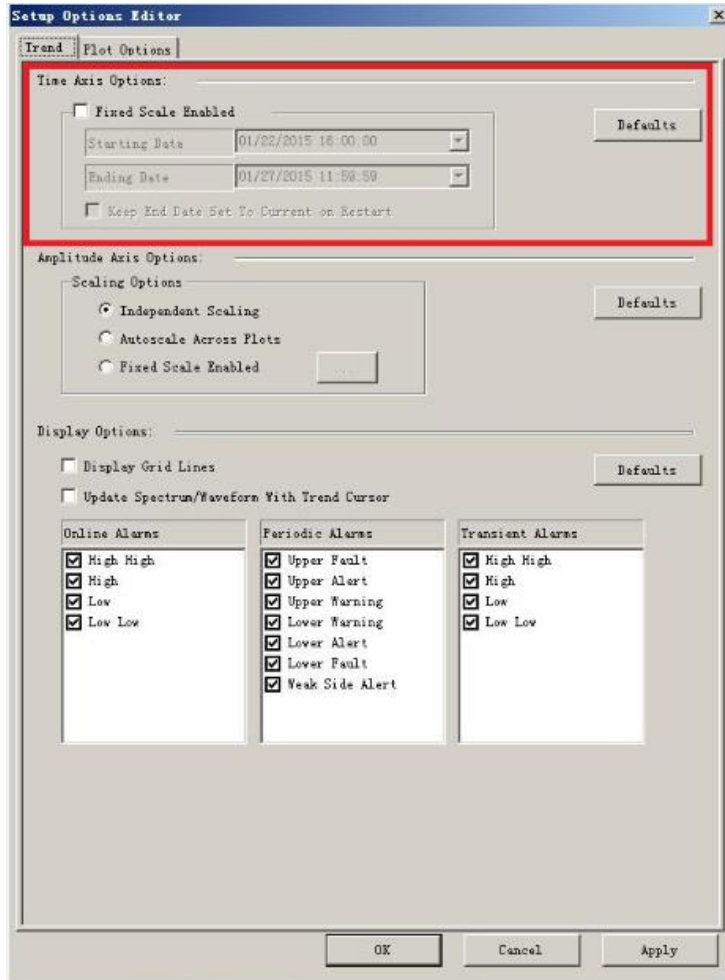 Setup Options Editor
Trend Plot Options
Time Axis Options:
Fixed Scale Enabled
Defaults
Starting Date 01/22/2015 16:00:00
Ending Date 01/27/2015 11:59:59
Keep End Date Set To Current on Restart
Amplitude Axis Options:
Scaling Options
Defaults
Independent Scaling
Autoscale Across Plots
Fixed Scale Enabled ...
Display Options:
Display Grid Lines
Defaults
Update Spectrum/Waveform With Trend Cursor
Online Alarms Periodic Alarms Transient Alarms
High High Upper Fault High High
High Upper Alert High
Low Upper Warning Low
Low Low Lower Warning Low Low
Lower Alert
Lower Fault
Weak Side Alert
OK Cancel Apply